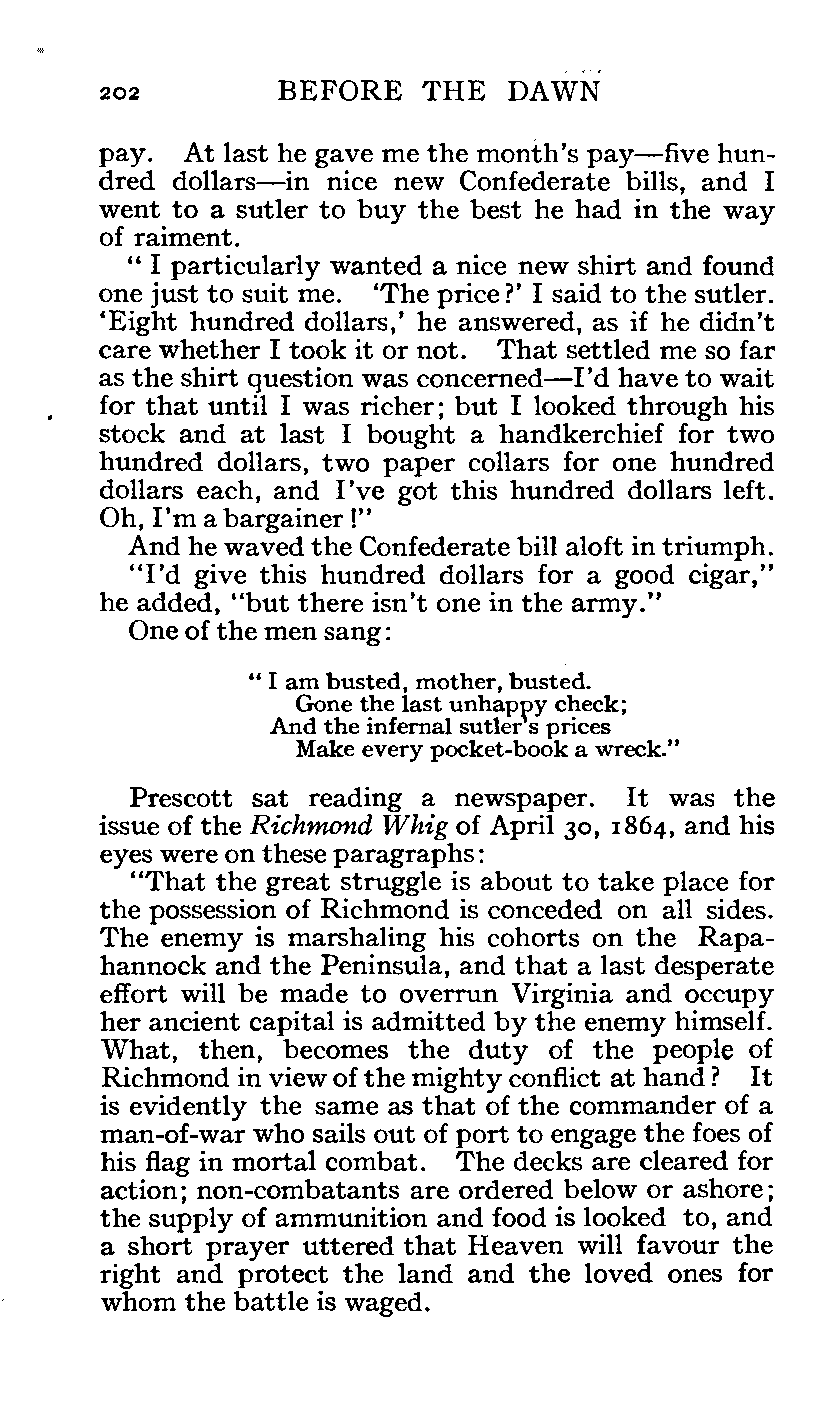 202 BEFORE THE DAWN
pay. At last he gave me the month's pay—five hun-
dred dollars—in nice new Confederate bills, and I
went to a sutler to buy the best he had in the way
of raiment.
“ I particularly wanted a nice new shirt and found
one just to suit me. ‘The price?’ I said to the sutler.
‘Eight hundred dollars,’ he answered, as if he didn’t
care whether I took it or not. That settled me so far
as the shirt question was concerned—I’d have to wait
for that until I was richer; but I looked through his
stock and at last I bought a handkerchief for two
hundred dollars, two paper collars for one hundred
dollars each, and I’ve got this hundred dollars left.
Oh, I’m a bargainer!”
And he waved the Confederate bill aloft in triumph.
“I’d give this hundred dollars for a good cigar,”
he added, “but there isn’t one in the army.”
One of the men sang:
“ I am busted, mother, busted.
Gone the last unhappy check;
And the infernal sutler’s prices
Make every pocket-book a wreck.”
Prescott sat reading a newspaper. It was the
issue of the Richmond Whig of April 30, 1864, and his
eyes were on these paragraphs:
“That the great struggle is about to take place for
the possession of Richmond is conceded on all sides.
The enemy is marshaling his cohorts on the Rapa-
hannock and the Peninsula, and that a last desperate
effort will be made to overrun Virginia and occupy
her ancient capital is admitted by the enemy himself.
What, then, becomes the duty of the people of
Richmond in view of the mighty conflict at hand? It
is evidently the same as that of the commander of a
man-of-war who sails out of port to engage the foes of
his flag in mortal combat. The decks are cleared for
action; non-combatants are ordered below or ashore;
the supply of ammunition and food is looked to, and
a short prayer uttered that Heaven will favour the
right and protect the land and the loved ones for
whom the battle is waged.